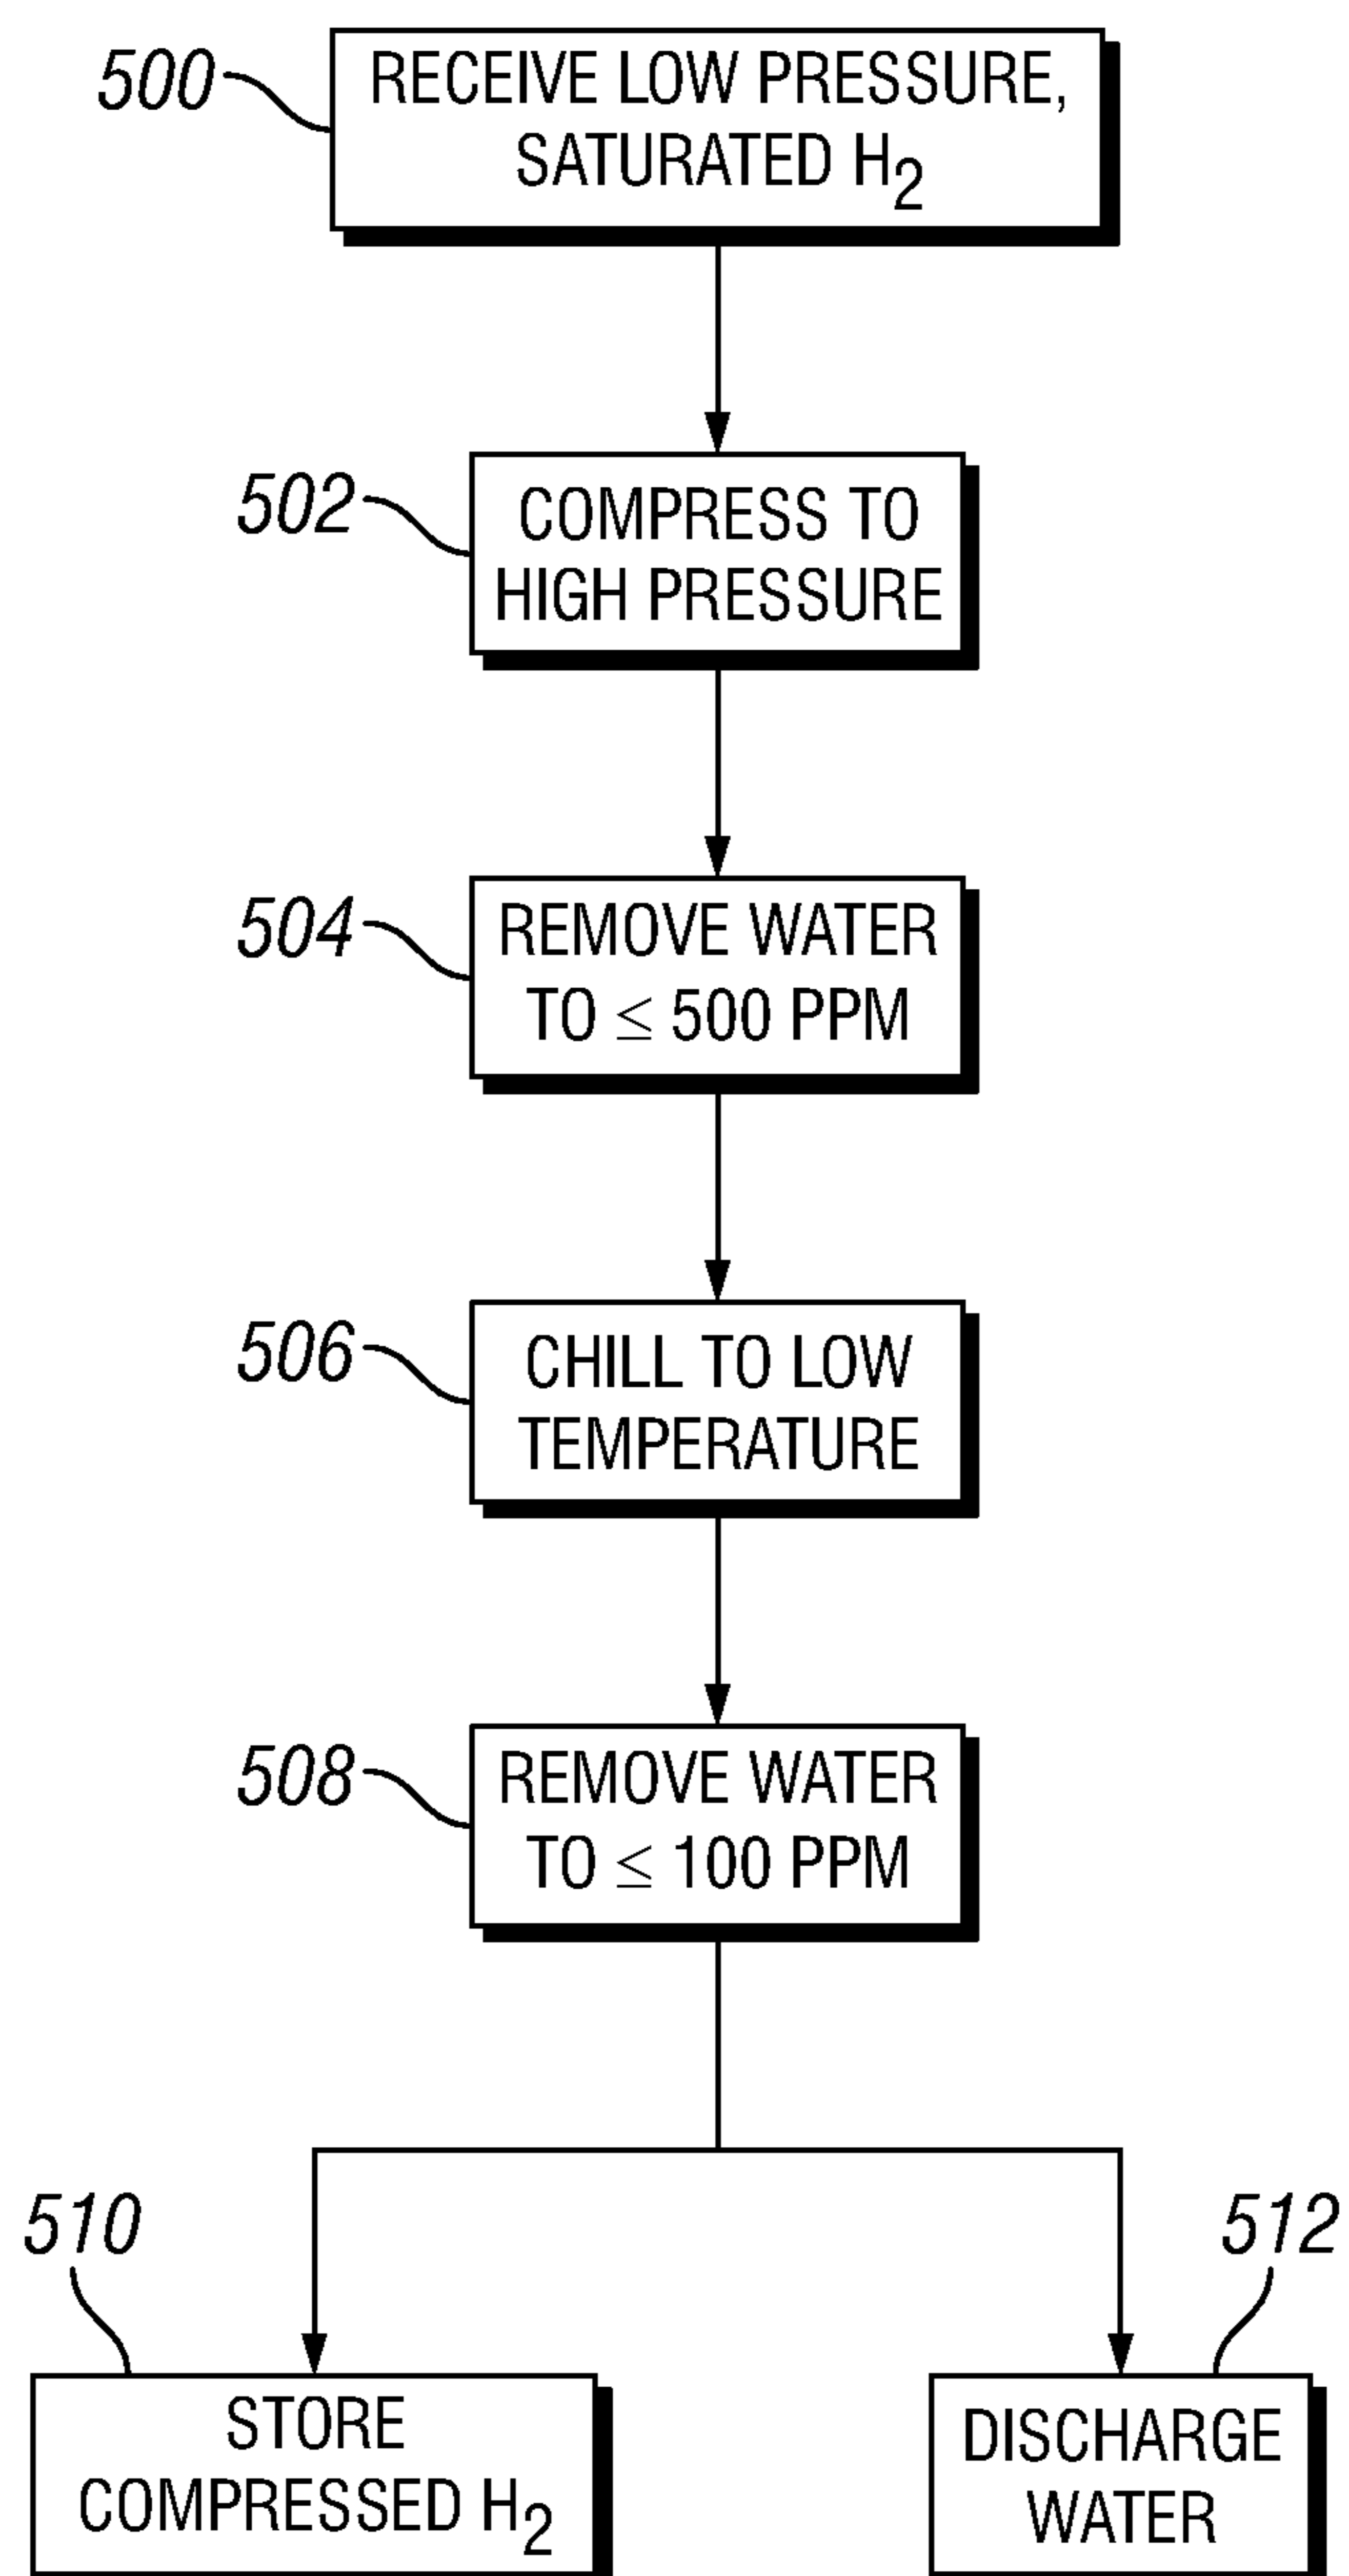 500
RECEIVE LOW PRESSURE,
SATURATED H2
502
COMPRESS TO
HIGH PRESSURE
504
REMOVE WATER
TO ≤ 500 PPM
506
CHILL TO LOW
TEMPERATURE
508
REMOVE WATER
TO ≤ 100 PPM
510
STORE
COMPRESSED H2
512
DISCHARGE
WATER